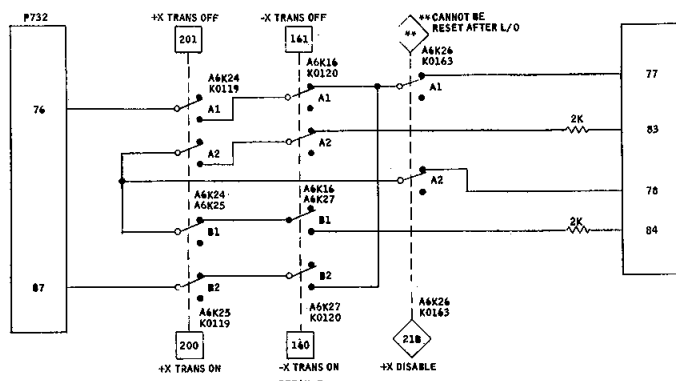 P732
+X TRANS OFF
-X TRANS OFF
**CANNOT BE
RESET AFTER L/O
201
161
**
A6K24
K0119
A6K16
K0120
A6K26
K0163
76
A1
A1
A1
77
A2
A2
2K
83
A2
78
A6K24
A6K25
A6K16
A6K27
B1
B1
2K
84
87
B2
B2
A6K25
K0119
A6K27
K0120
A6K26
K0163
200
160
218
+X TRANS ON
-X TRANS ON
+X DISABLE